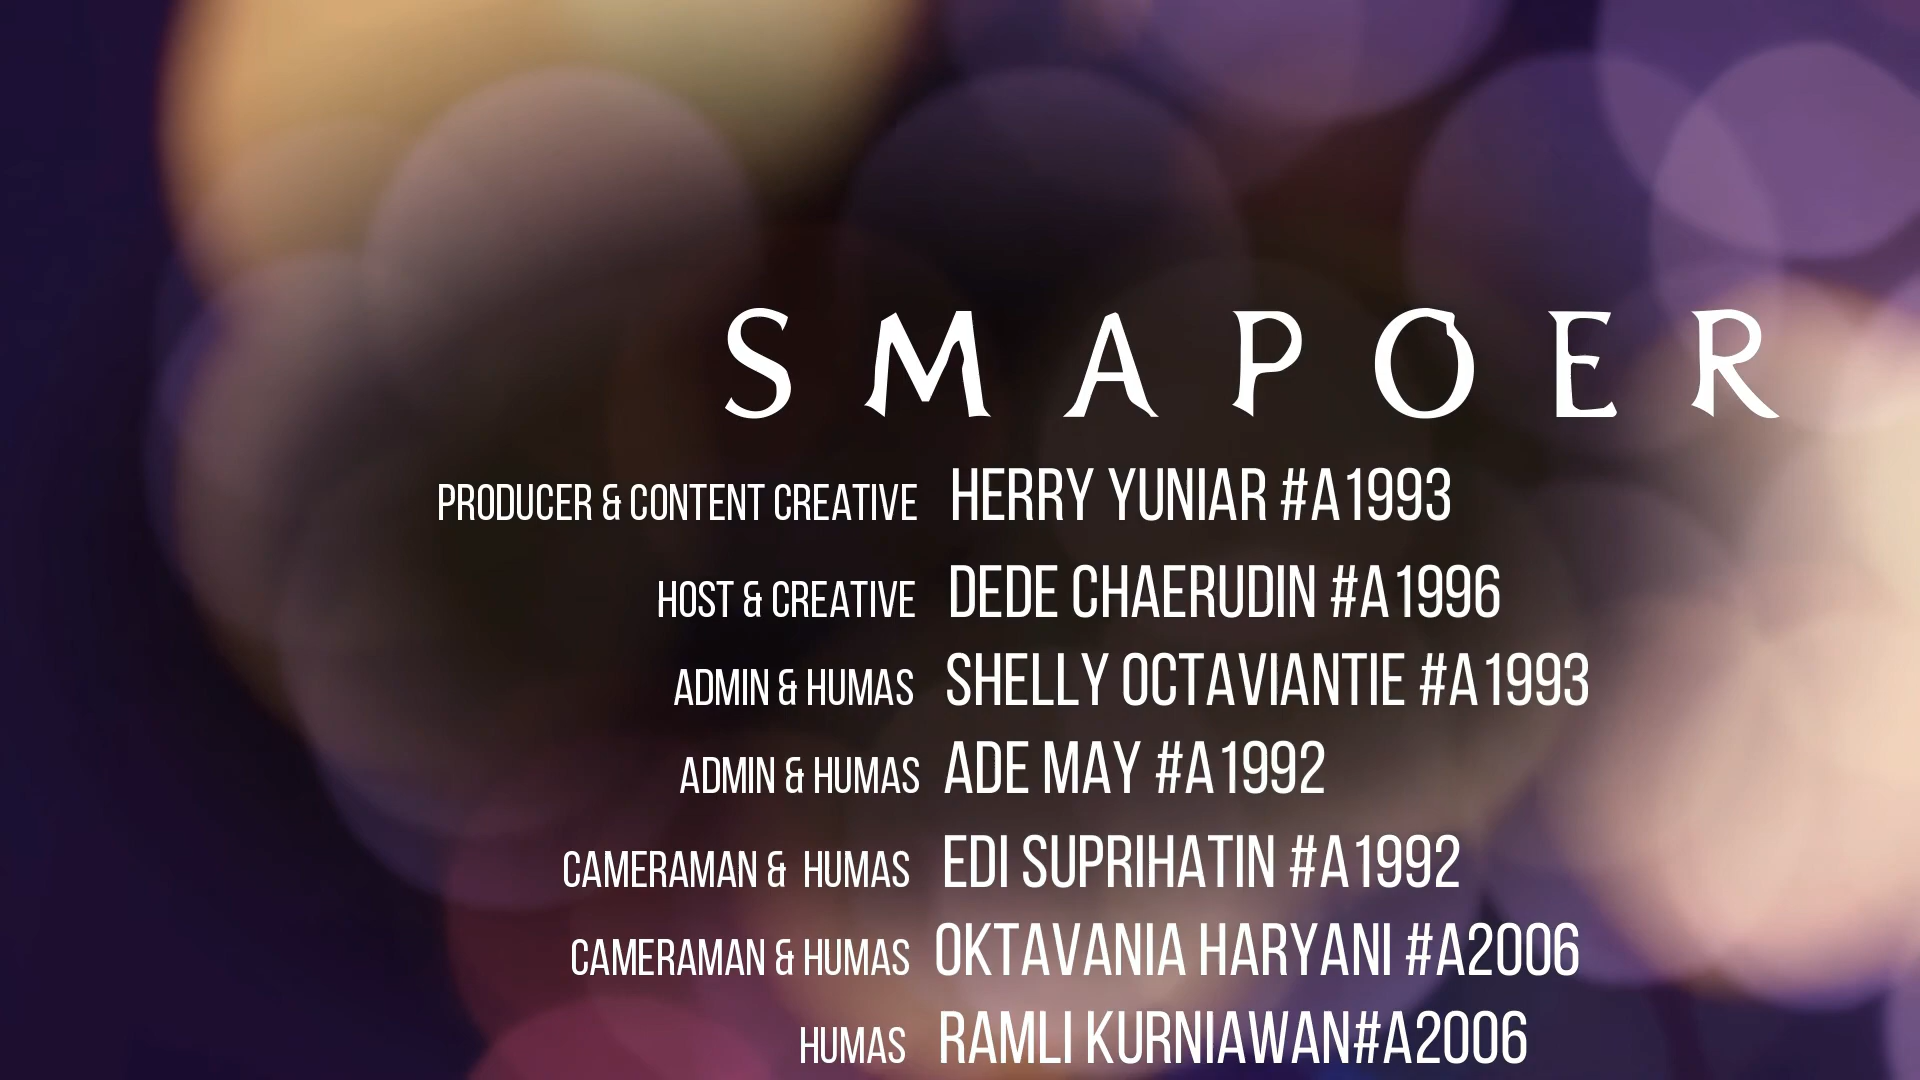 SMAPOER
PRODUCER & CONTENT CREATIVE HERRY YUNIAR #A1993
HOST & CREATIVE DEDE CHAERUDIN #A1996
ADMIN & HUMAS SHELLY OCTAVIANTIE #A1993
ADMIN & HUMAS ADE MAY #A1992
CAMERAMAN & HUMAS EDI SUPRIHATIN #A1992
CAMERAMAN & HUMAS OKTAVANIA HARYANI #A2006
HUMAS RAMLI KURNIAWAN#A2006